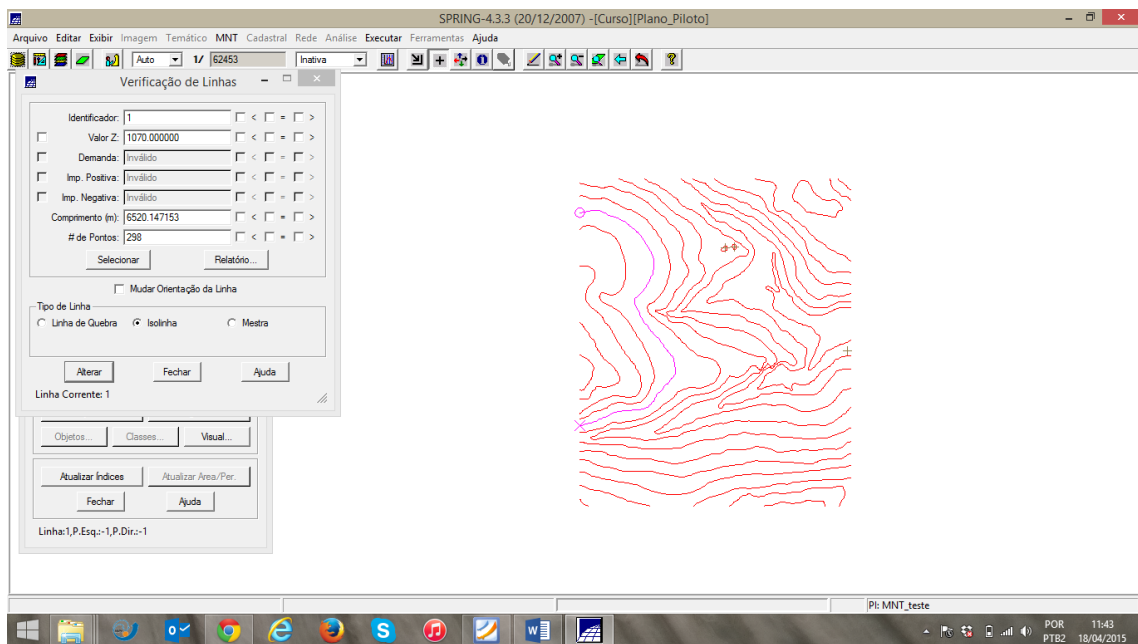 SPRING-4.3.3 (20/12/2007) -[Curso][Plano_Piloto]
Arquivo Editar Exibir Imagem Temático MNT Cadastral Rede Análise Executar Ferramentas Ajuda
Auto 1/ 62453 Inativa
Verificação de Linhas
Identificador: 1 < = >
Valor Z: 1070.000000 < = >
Demanda: Inválido < = >
Imp. Positiva: Inválido < = >
Imp. Negativa: Inválido < = >
Comprimento (m): 6520.147153 < = >
# de Pontos: 298 < = >
Selecionar Relatório...
Mudar Orientação da Linha
Tipo de Linha
Linha de Quebra Isolinha Mestra
Alterar Fechar Ajuda
Linha Corrente: 1
Objetos... Classes... Visual...
Atualizar Índices Atualizar Area/Per.
Fechar Ajuda
Linha:1,P.Esq.:-1,P.Dir.:-1
PI: MNT_teste
POR 11:43
PTB2 18/04/2015